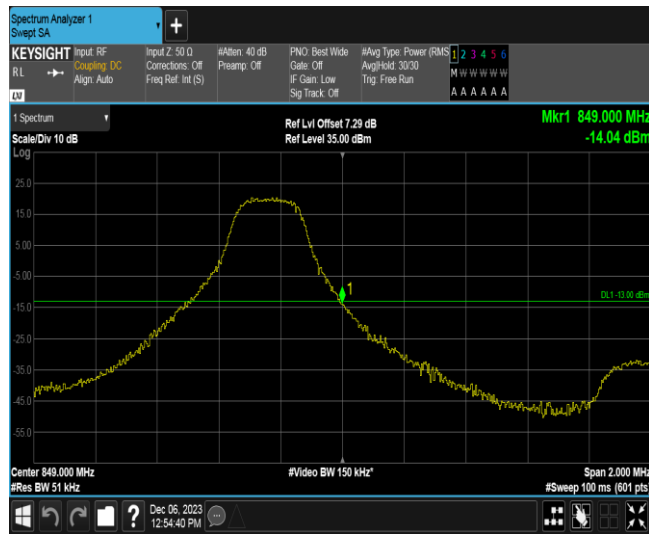 Spectrum Analyzer 1
Swept SA
+
KEYSIGHT
RL
LXI
Input: RF
Coupling: DC
Align: Auto
Input Z: 50 Ω
Corrections: Off
Freq Ref: Int (S)
#Atten: 40 dB
Preamp: Off
PNO: Best Wide
Gate: Off
IF Gain: Low
Sig Track: Off
#Avg Type: Power (RMS
Avg|Hold: 30/30
Trig: Free Run
1 2 3 4 5 6
M W W W W W
A A A A A A
1 Spectrum
Scale/Div 10 dB
Log
Ref Lvl Offset 7.29 dB
Ref Level 35.00 dBm
Mkr1 849.000 MHz
-14.04 dBm
25.0
15.0
5.00
-5.00
-15.0
-25.0
-35.0
-45.0
-55.0
1
DL1 -13.00 dBm
Center 849.000 MHz
#Res BW 51 kHz
#Video BW 150 kHz*
Span 2.000 MHz
#Sweep 100 ms (601 pts)
?
Dec 06, 2023
12:54:40 PM